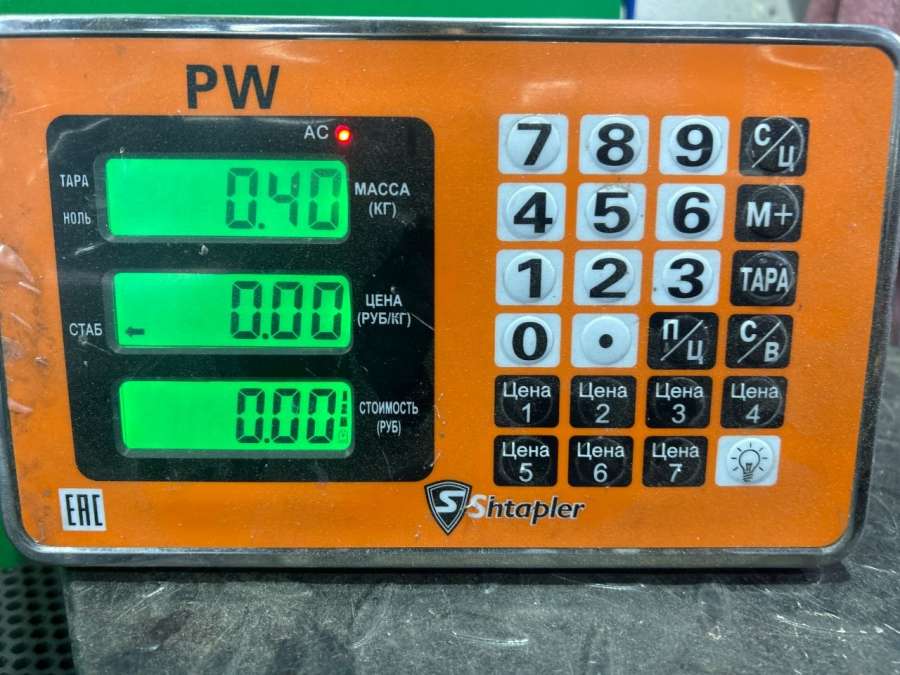 PW
AC
ТАРА
НОЛЬ
0.40
МАССА
(КГ)
СТАБ
0.00
ЦЕНА
(РУБ/КГ)
0.00
СТОИМОСТЬ
(РУБ)
7 8 9 С/Ц
4 5 6 М+
1 2 3 ТАРА
0 . П/Ц С/В
Цена 1 Цена 2 Цена 3 Цена 4
Цена 5 Цена 6 Цена 7
EAC
S Shtapler